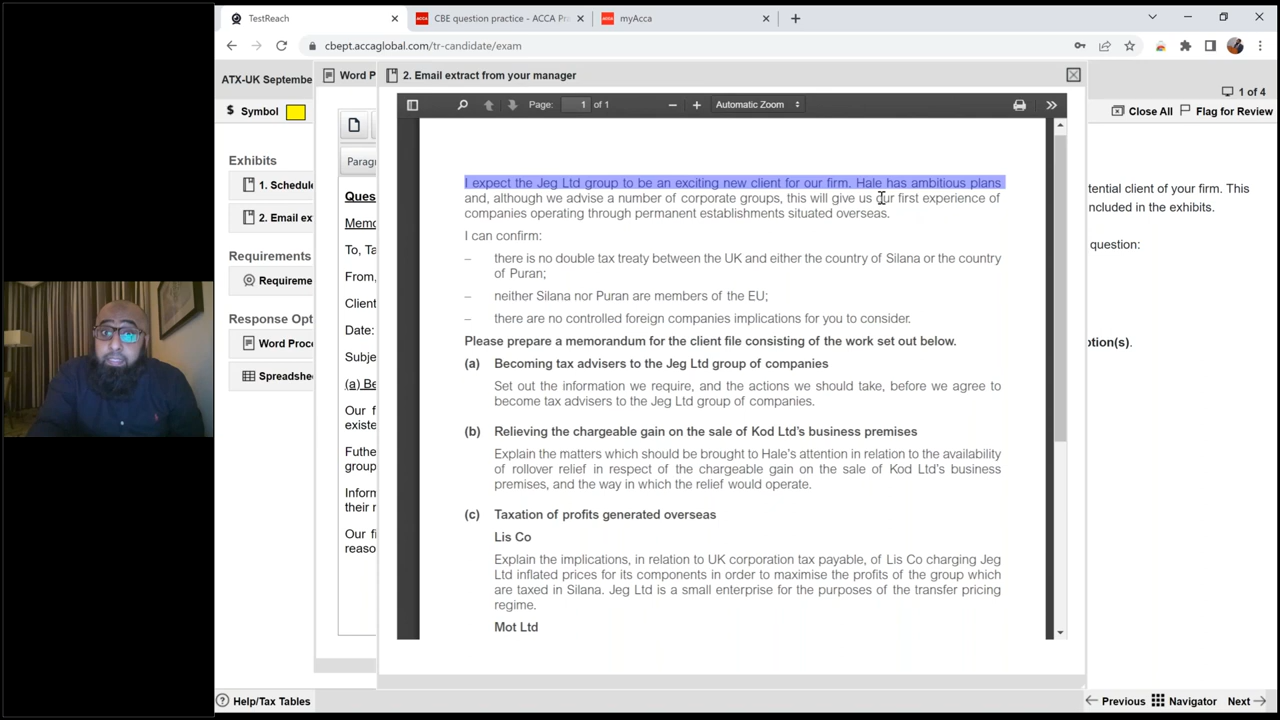 TestReach
CBE question practice - ACCA Pr
myAcca
cbept.accaglobal.com/tr-candidate/exam
ATX-UK Septembe
Word P
2. Email extract from your manager
1 of 4
$ Symbol
Page: 1 of 1
Automatic Zoom
Close All
Flag for Review
Exhibits
1. Schedule
2. Email ex
Requirements
Requireme
Response Opt
Word Proc
Spreadshe
Paragr
Ques
Memo
To, Ta
From,
Client
Date:
Subje
(a) Be
Our f
existe
Futhe
group
Inform
their r
Our fi
reaso
I expect the Jeg Ltd group to be an exciting new client for our firm. Hale has ambitious plans
and, although we advise a number of corporate groups, this will give us our first experience of
companies operating through permanent establishments situated overseas.
I can confirm:
– there is no double tax treaty between the UK and either the country of Silana or the country
of Puran;
– neither Silana nor Puran are members of the EU;
– there are no controlled foreign companies implications for you to consider.
Please prepare a memorandum for the client file consisting of the work set out below.
(a) Becoming tax advisers to the Jeg Ltd group of companies
Set out the information we require, and the actions we should take, before we agree to
become tax advisers to the Jeg Ltd group of companies.
(b) Relieving the chargeable gain on the sale of Kod Ltd's business premises
Explain the matters which should be brought to Hale's attention in relation to the availability
of rollover relief in respect of the chargeable gain on the sale of Kod Ltd's business
premises, and the way in which the relief would operate.
(c) Taxation of profits generated overseas
Lis Co
Explain the implications, in relation to UK corporation tax payable, of Lis Co charging Jeg
Ltd inflated prices for its components in order to maximise the profits of the group which
are taxed in Silana. Jeg Ltd is a small enterprise for the purposes of the transfer pricing
regime.
Mot Ltd
tential client of your firm. This
ncluded in the exhibits.
question:
otion(s).
Help/Tax Tables
Previous
Navigator
Next